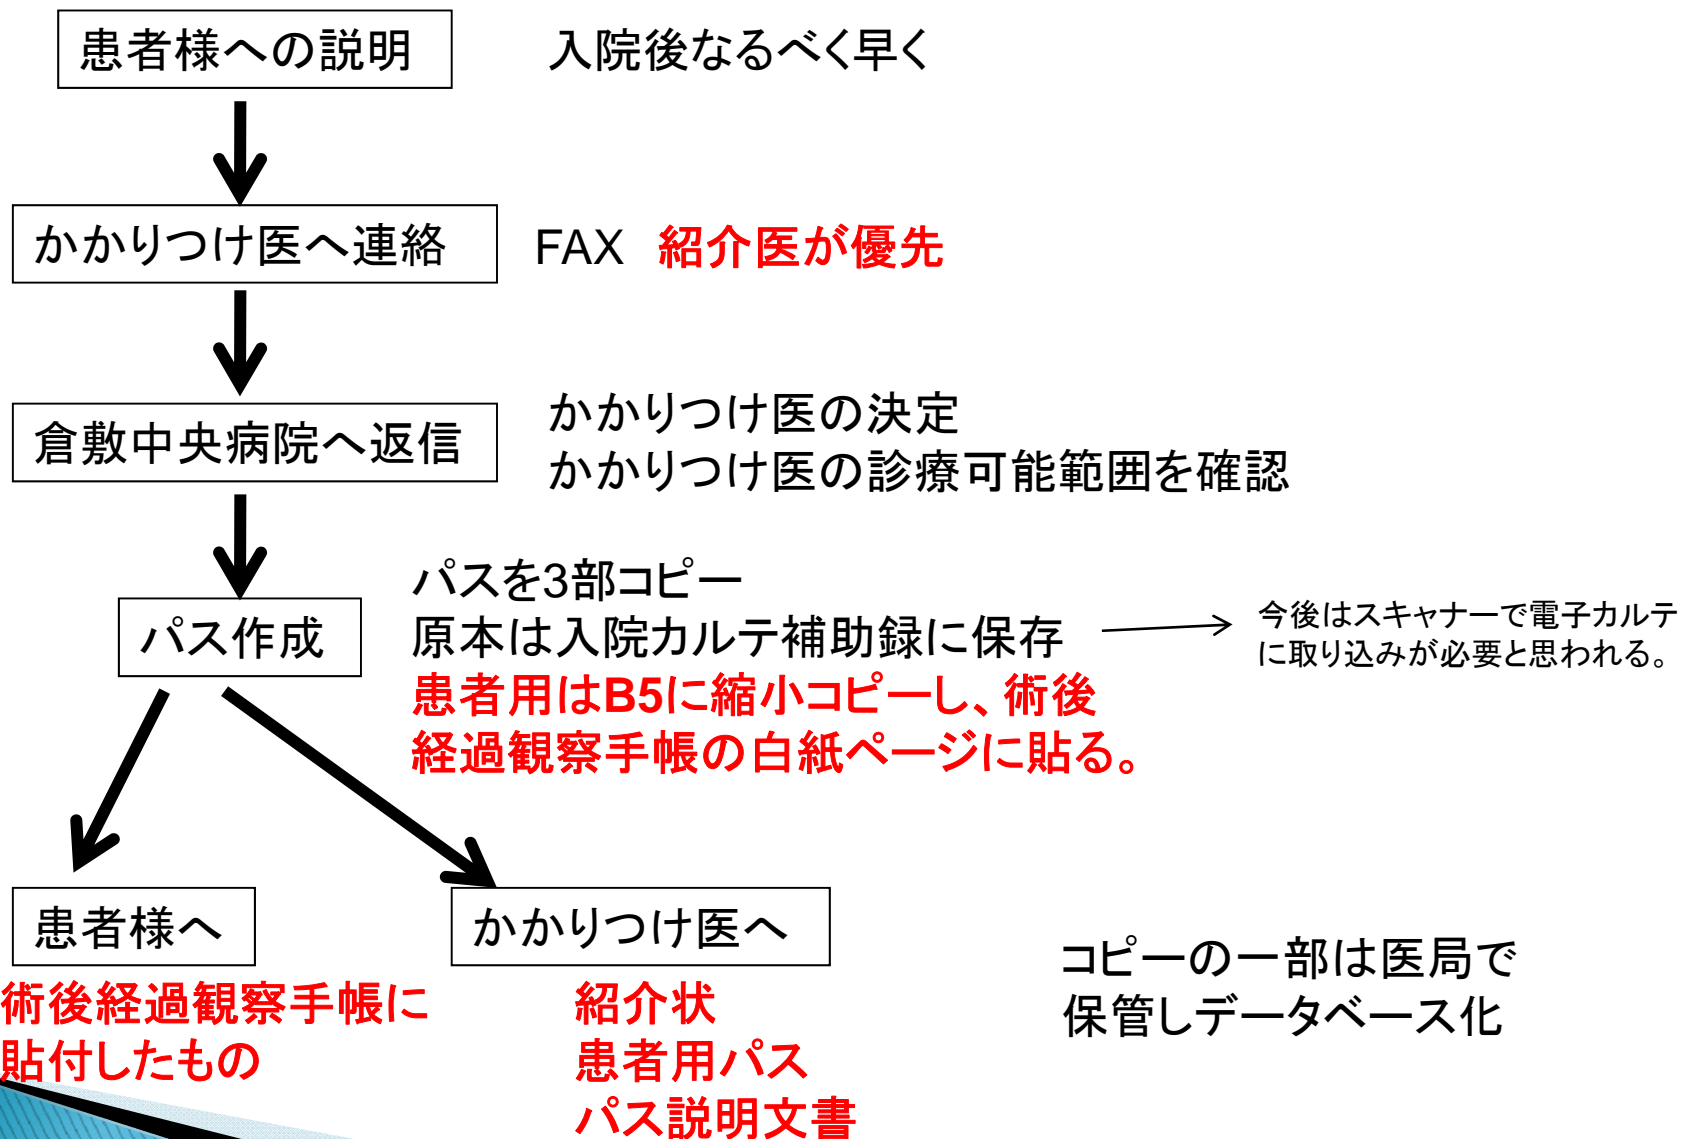 患者様への説明
入院後なるべく早く
かかりつけ医へ連絡
FAX 紹介医が優先
倉敷中央病院へ返信
かかりつけ医の決定
かかりつけ医の診療可能範囲を確認
パス作成
パスを3部コピー
原本は入院カルテ補助録に保存
患者用はB5に縮小コピーし、術後
経過観察手帳の白紙ページに貼る。
今後はスキャナーで電子カルテ
に取り込みが必要と思われる。
患者様へ
術後経過観察手帳に
貼付したもの
かかりつけ医へ
紹介状
患者用パス
パス説明文書
コピーの一部は医局で
保管しデータベース化